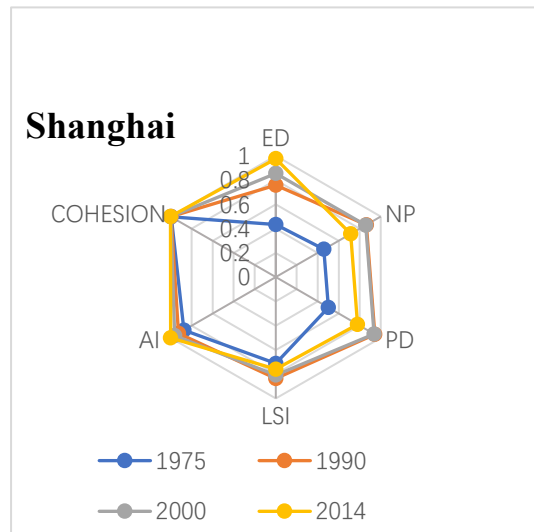 Shanghai
ED
1
0.8
0.6
0.4
0.2
0
NP
PD
LSI
AI
COHESION
1975
1990
2000
2014